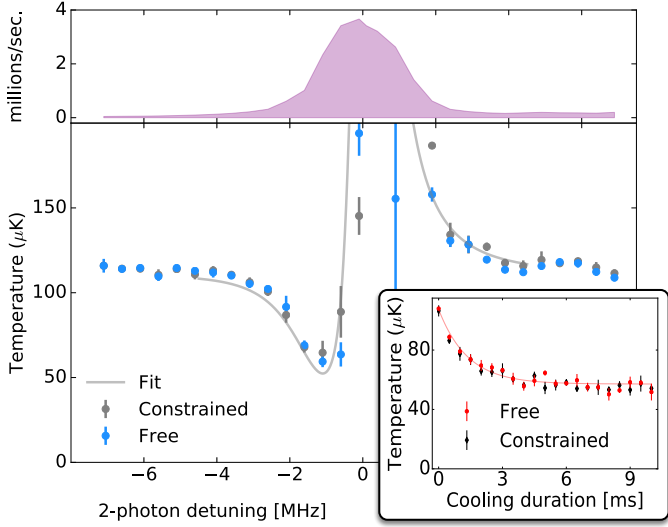 millions/sec.
4
2
0
Temperature (μK)
150
100
50
0
Fit
Constrained
Free
−6
−4
−2
0
2-photon detuning [MHz]
Temperature (μK)
80
40
0
Free
Constrained
0
3
6
9
Cooling duration [ms]